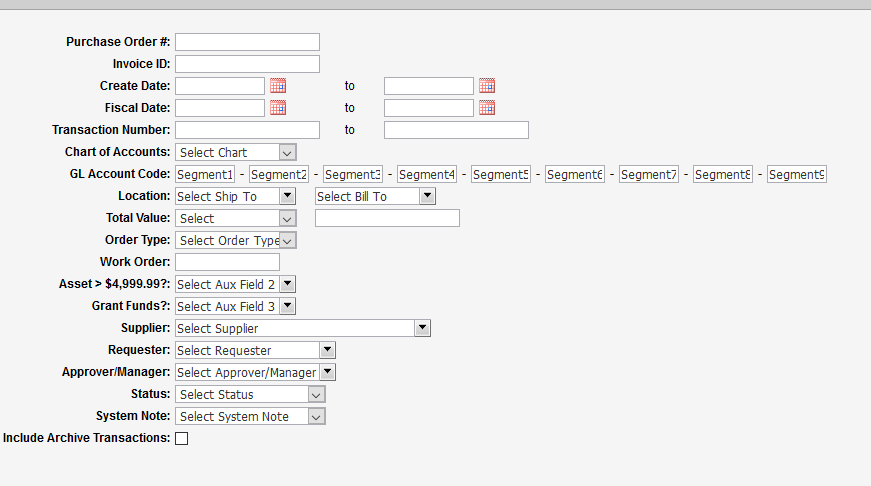 Purchase Order #:
Invoice ID:
Create Date: to
Fiscal Date: to
Transaction Number: to
Chart of Accounts: Select Chart
GL Account Code: Segment1 - Segment2 - Segment3 - Segment4 - Segment5 - Segment6 - Segment7 - Segment8 - Segment9
Location: Select Ship To Select Bill To
Total Value: Select
Order Type: Select Order Type
Work Order:
Asset > $4,999.99?: Select Aux Field 2
Grant Funds?: Select Aux Field 3
Supplier: Select Supplier
Requester: Select Requester
Approver/Manager: Select Approver/Manager
Status: Select Status
System Note: Select System Note
Include Archive Transactions: